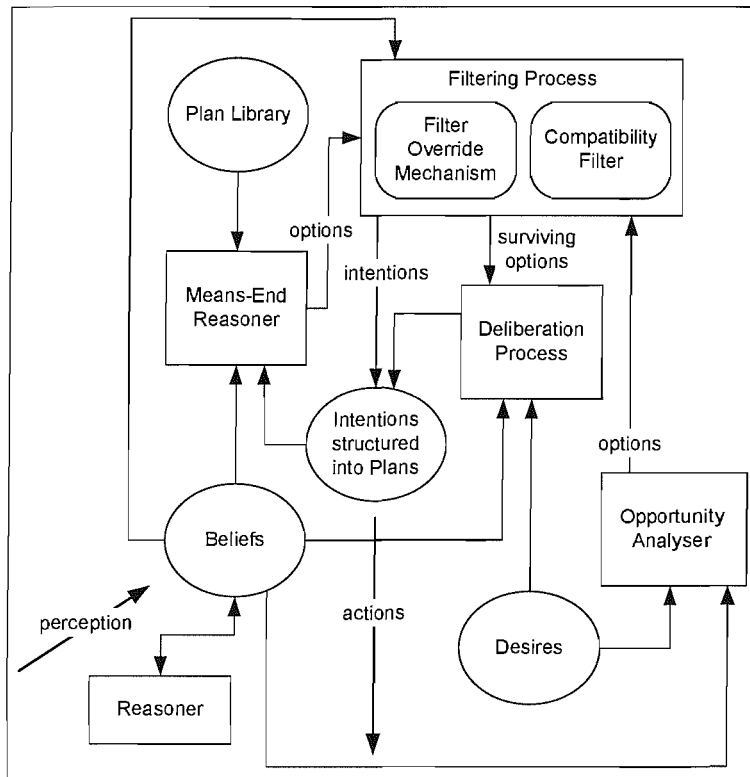 Filtering Process
Plan Library
Filter
Override
Mechanism
Compatibility
Filter
options
intentions
surviving
options
Means-End
Reasoner
Deliberation
Process
Intentions
structured
into Plans
options
Beliefs
Opportunity
Analyser
perception
actions
Desires
Reasoner